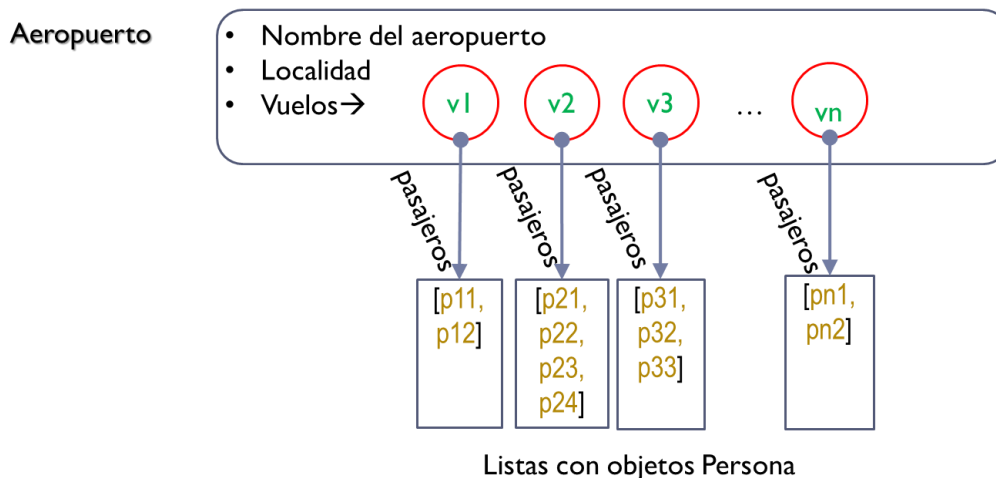 Aeropuerto
• Nombre del aeropuerto
• Localidad
• Vuelos→
v1 v2 v3 … vn
pasajeros pasajeros pasajeros pasajeros
[p11, [p21, [p31, [pn1,
p12] p22, p32, pn2]
p23, p33]
p24]
Listas con objetos Persona